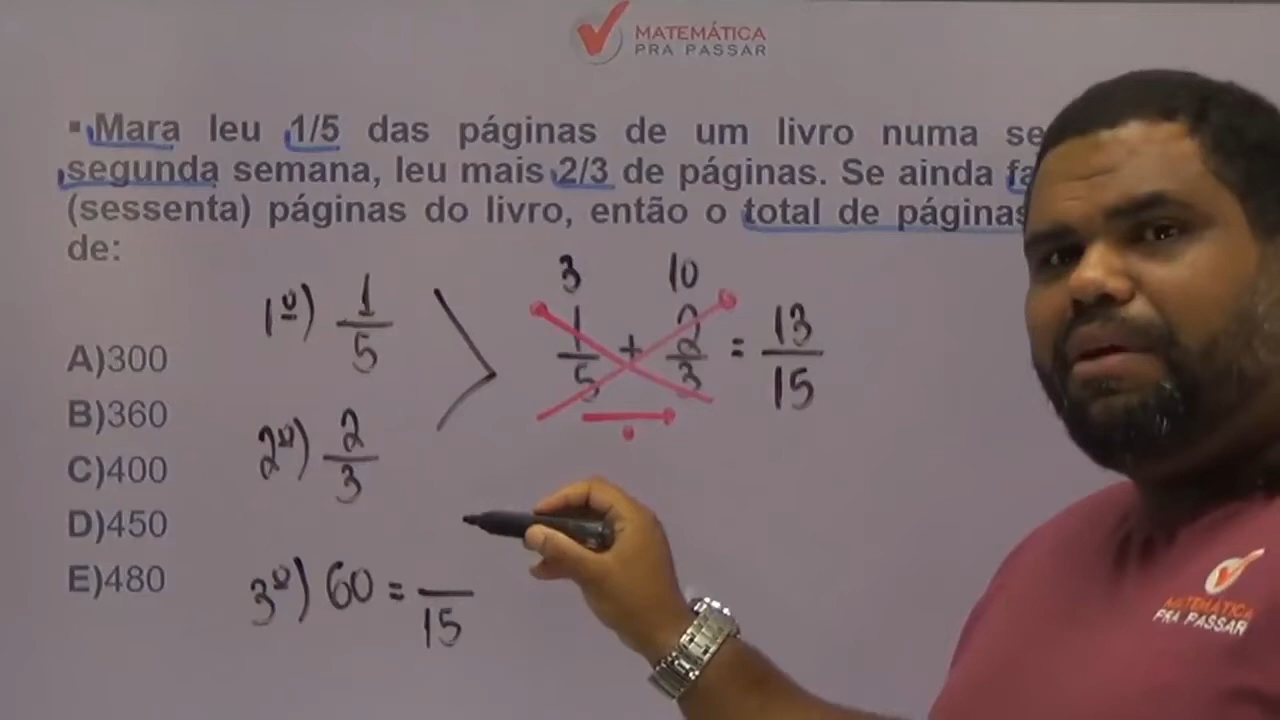 MATEMÁTICA
PRA PASSAR
▪ Mara leu 1/5 das páginas de um livro numa
segunda semana, leu mais 2/3 de páginas. Se ainda
(sessenta) páginas do livro, então o total de páginas
de:
A)300
B)360
C)400
D)450
E)480
1º) 1/5
2º) 2/3
3º) 60 = /15
3 10
1/5 + 2/3 = 13/15
MATEMÁTICA
PRA PASSAR